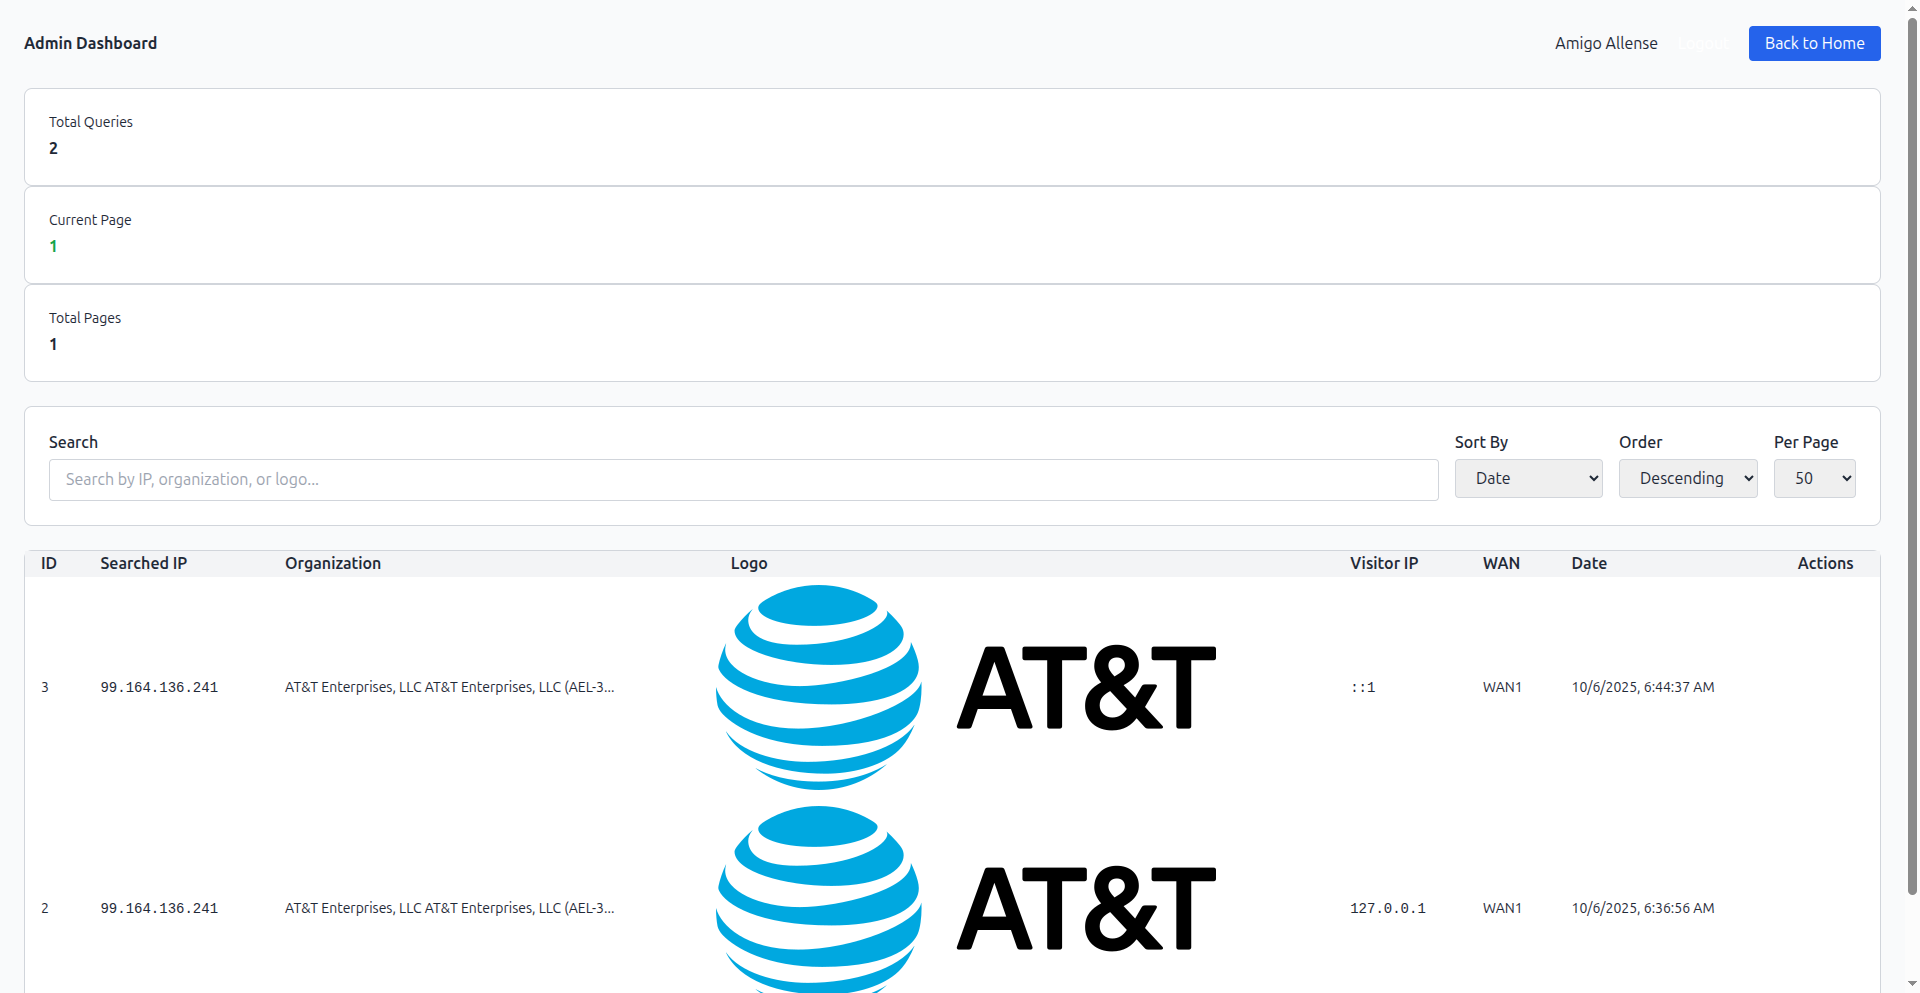 Admin Dashboard
Amigo Allense
Logout
Back to Home
Total Queries
2
Current Page
1
Total Pages
1
Search
Sort By
Order
Per Page
Search by IP, organization, or logo...
Date
Descending
50
ID Searched IP Organization Logo Visitor IP WAN Date Actions
3 99.164.136.241 AT&T Enterprises, LLC AT&T Enterprises, LLC (AEL-3... AT&T ::1 WAN1 10/6/2025, 6:44:37 AM
2 99.164.136.241 AT&T Enterprises, LLC AT&T Enterprises, LLC (AEL-3... AT&T 127.0.0.1 WAN1 10/6/2025, 6:36:56 AM